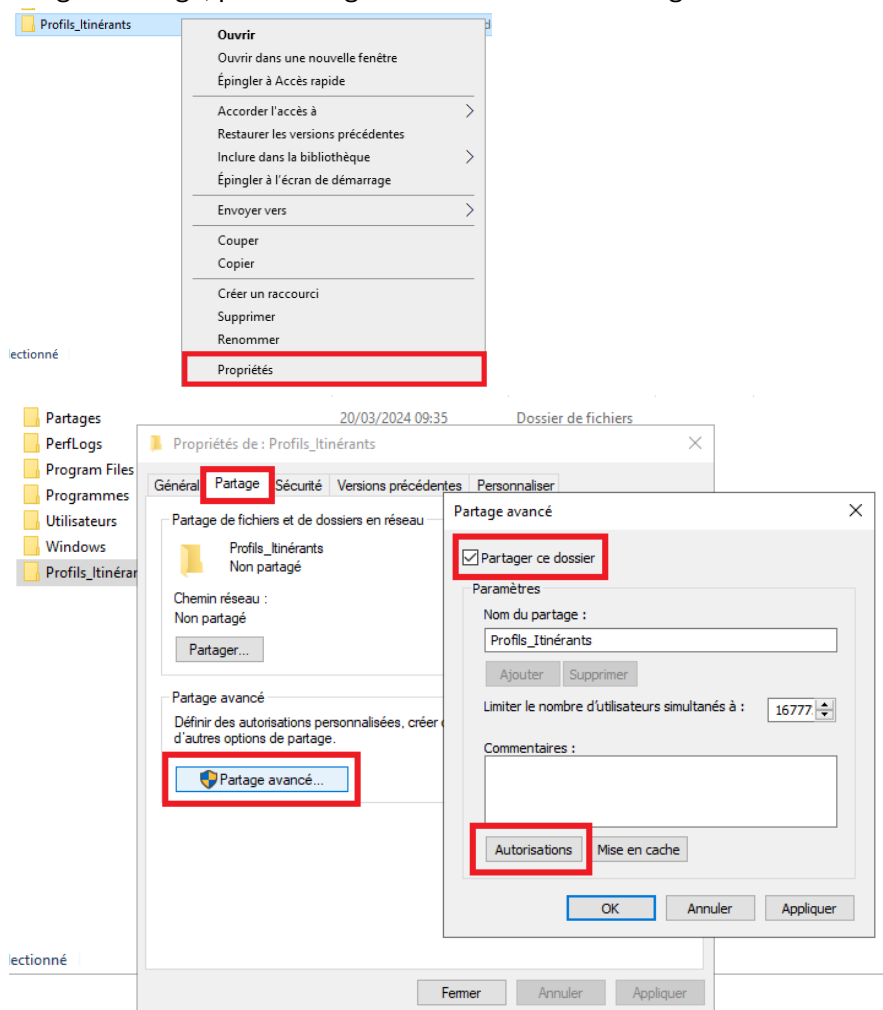 Profils_Itinérants
Ouvrir
Ouvrir dans une nouvelle fenêtre
Épingler à Accès rapide
Accorder l'accès à
Restaurer les versions précédentes
Inclure dans la bibliothèque
Épingler à l'écran de démarrage
Envoyer vers
Couper
Copier
Créer un raccourci
Supprimer
Renommer
Propriétés
lectionné
Partages 20/03/2024 09:35 Dossier de fichiers
PerfLogs
Program Files
Programmes
Utilisateurs
Windows
Profils_Itinérar
Propriétés de : Profils_Itinérants
Général Partage Sécurité Versions précédentes Personnaliser
Partage de fichiers et de dossiers en réseau
Profils_Itinérants
Non partagé
Chemin réseau :
Non partagé
Partager...
Partage avancé
Définir des autorisations personnalisées, créer
d'autres options de partage.
Partage avancé...
Fermer Annuler Appliquer
Partage avancé
Partager ce dossier
Paramètres
Nom du partage :
Profils_Itinérants
Ajouter Supprimer
Limiter le nombre d'utilisateurs simultanés à : 16777
Commentaires :
Autorisations Mise en cache
OK Annuler Appliquer
lectionné